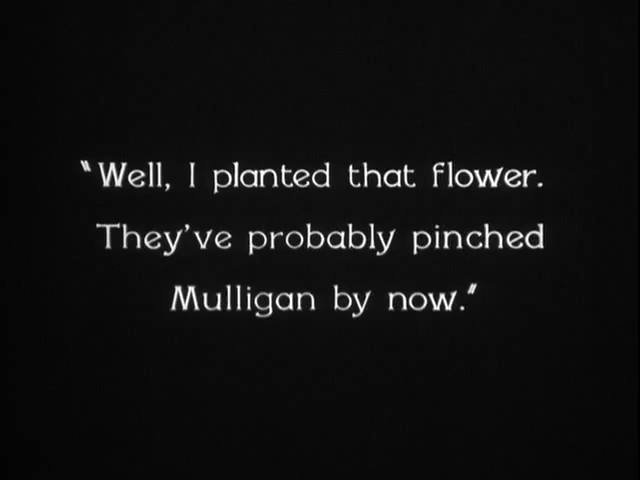 "Well, I planted that flower.
They've probably pinched
Mulligan by now."